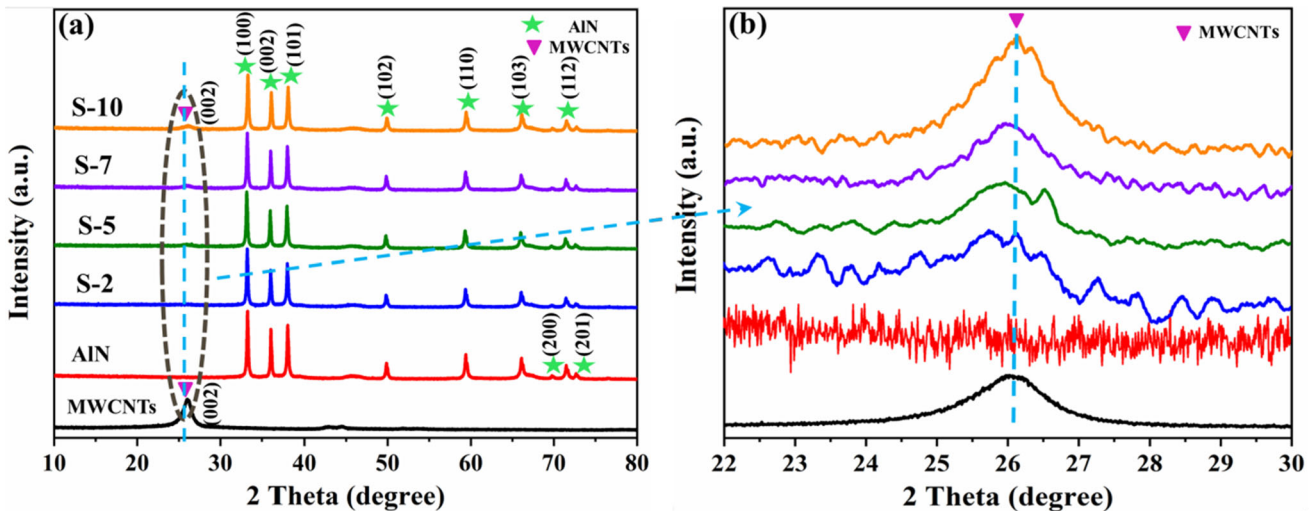 (a)
AlN
MWCNTs
(100)
(002)
(101)
(102)
(110)
(103)
(112)
S-10
(002)
S-7
S-5
S-2
AlN
(200)
(201)
MWCNTs
(002)
Intensity (a.u.)
10 20 30 40 50 60 70 80
2 Theta (degree)
(b)
MWCNTs
Intensity (a.u.)
22 23 24 25 26 27 28 29 30
2 Theta (degree)